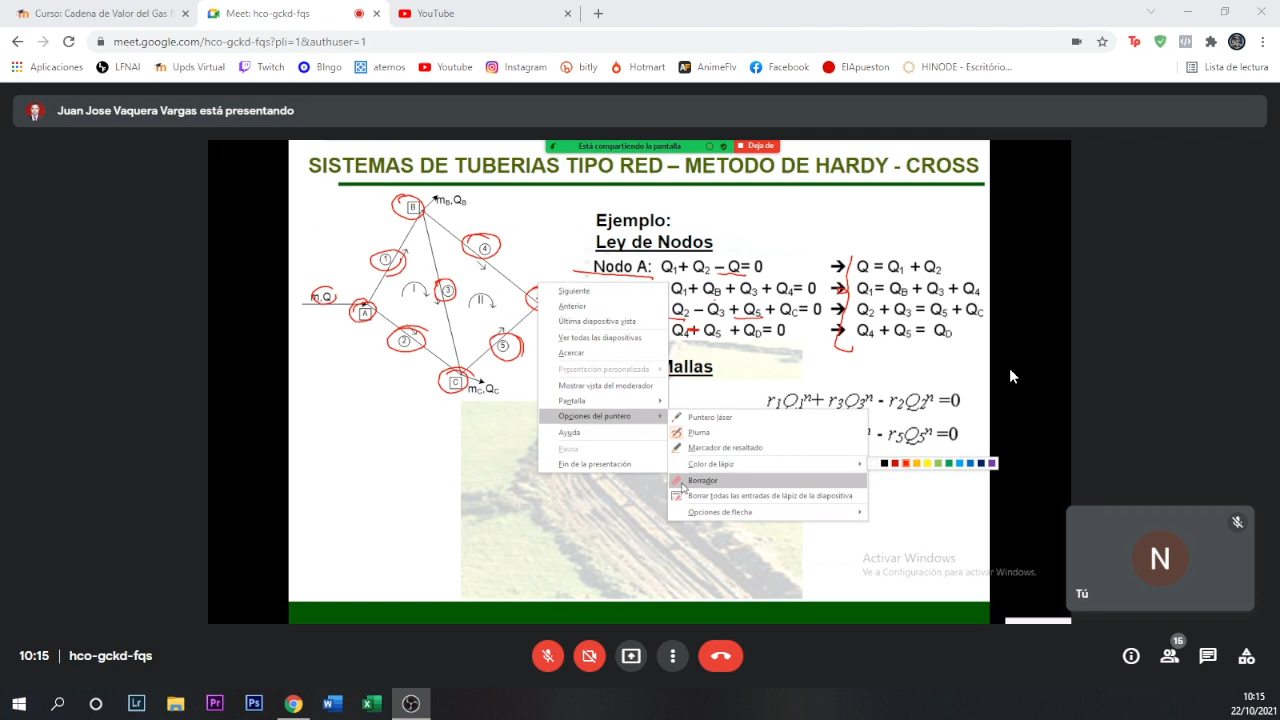 Curso: Cadena de Valor del Gas
Meet: hco-gckd-fqs
YouTube
meet.google.com/hco-gckd-fqs?pli=1&authuser=1
Aplicaciones
LFNAI
Upds Virtual
Twitch
BIngo
aternos
Youtube
Instagram
bitly
Hotmart
AnimeFlv
Facebook
ElApueston
HINODE - Escritório...
Lista de lectura
Juan Jose Vaquera Vargas está presentando
Está compartiendo la pantalla
Deja de
SISTEMAS DE TUBERIAS TIPO RED – METODO DE HARDY - CROSS
B
mB,QB
4
1
3
I
II
m,Q
A
2
5
C
mC,QC
Ejemplo:
Ley de Nodos
Nodo A: Q1+ Q2 – Q= 0 ➔ Q = Q1 + Q2
Q1+ QB + Q3 + Q4= 0 ➔ Q1= QB + Q3 + Q4
Q2 – Q3 + Q5 + QC= 0 ➔ Q2 + Q3 = Q5 + QC
Q4+ Q5 + QD= 0 ➔ Q4 + Q5 = QD
Mallas
r1Q1n+ r3Q3n - r2Q2n =0
- r5Q5n =0
Siguiente
Anterior
Última diapositiva vista
Ver todas las diapositivas
Acercar
Presentación personalizada
Mostrar vista del moderador
Pantalla
Opciones del puntero
Ayuda
Pausa
Fin de la presentación
Puntero láser
Pluma
Marcador de resaltado
Color de lápiz
Borrador
Borrar todas las entradas de lápiz de la diapositiva
Opciones de flecha
Activar Windows
Ve a Configuración para activar Windows.
N
Tú
10:15 | hco-gckd-fqs
15
10:15
22/10/2021